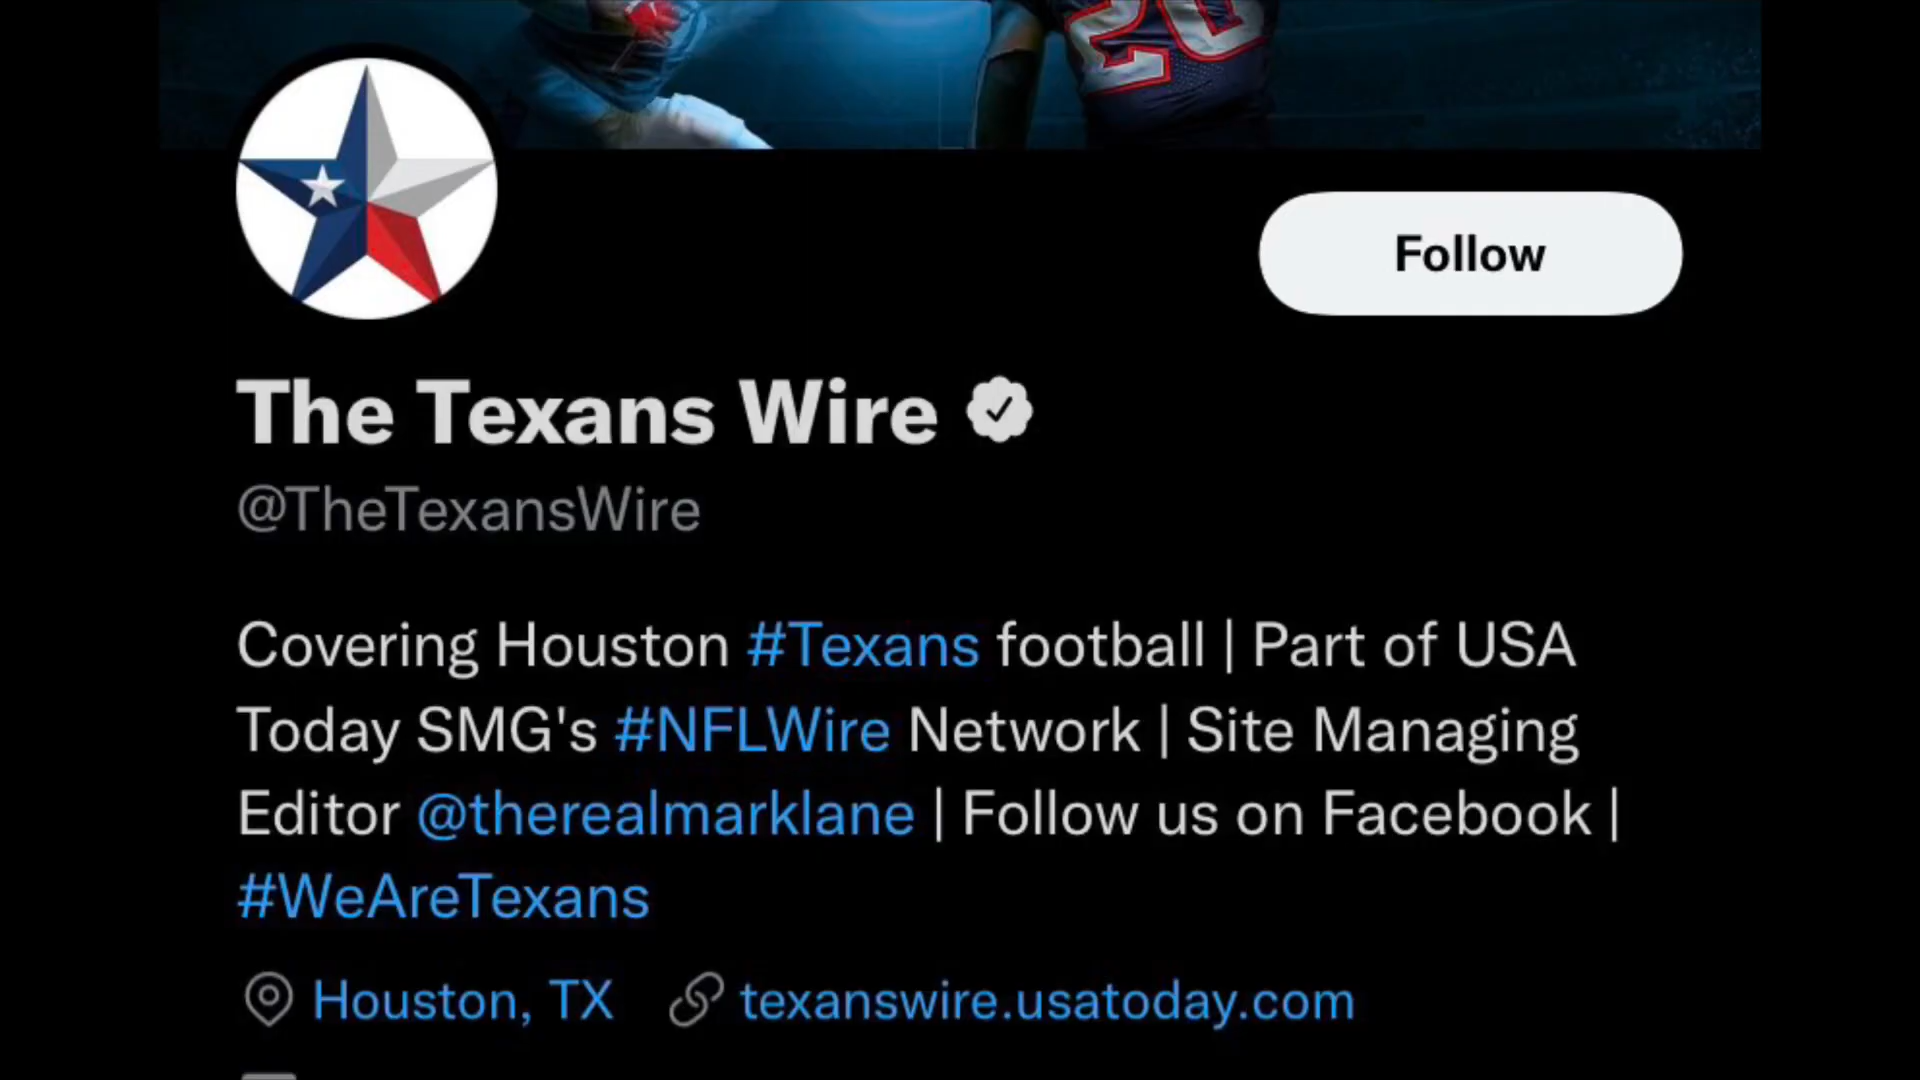 20
Follow
The Texans Wire
@TheTexansWire
Covering Houston #Texans football | Part of USA
Today SMG's #NFLWire Network | Site Managing
Editor @therealmarklane | Follow us on Facebook |
#WeAreTexans
Houston, TX texanswire.usatoday.com